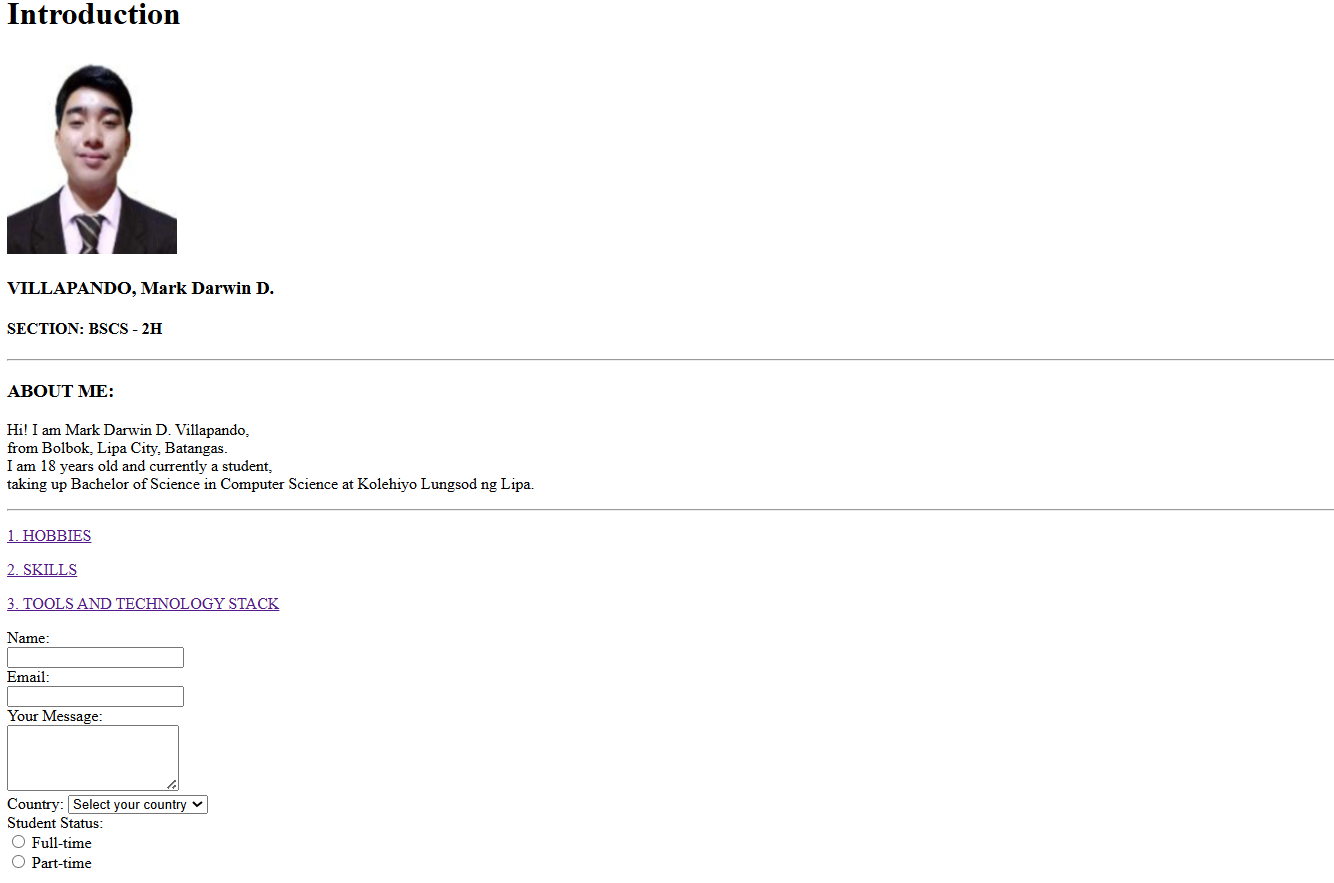 Introduction
VILLAPANDO, Mark Darwin D.
SECTION: BSCS - 2H
ABOUT ME:
Hi! I am Mark Darwin D. Villapando,
from Bolbok, Lipa City, Batangas.
I am 18 years old and currently a student,
taking up Bachelor of Science in Computer Science at Kolehiyo Lungsod ng Lipa.
1. HOBBIES
2. SKILLS
3. TOOLS AND TECHNOLOGY STACK
Name:
Email:
Your Message:
Country: Select your country
Student Status:
Full-time
Part-time